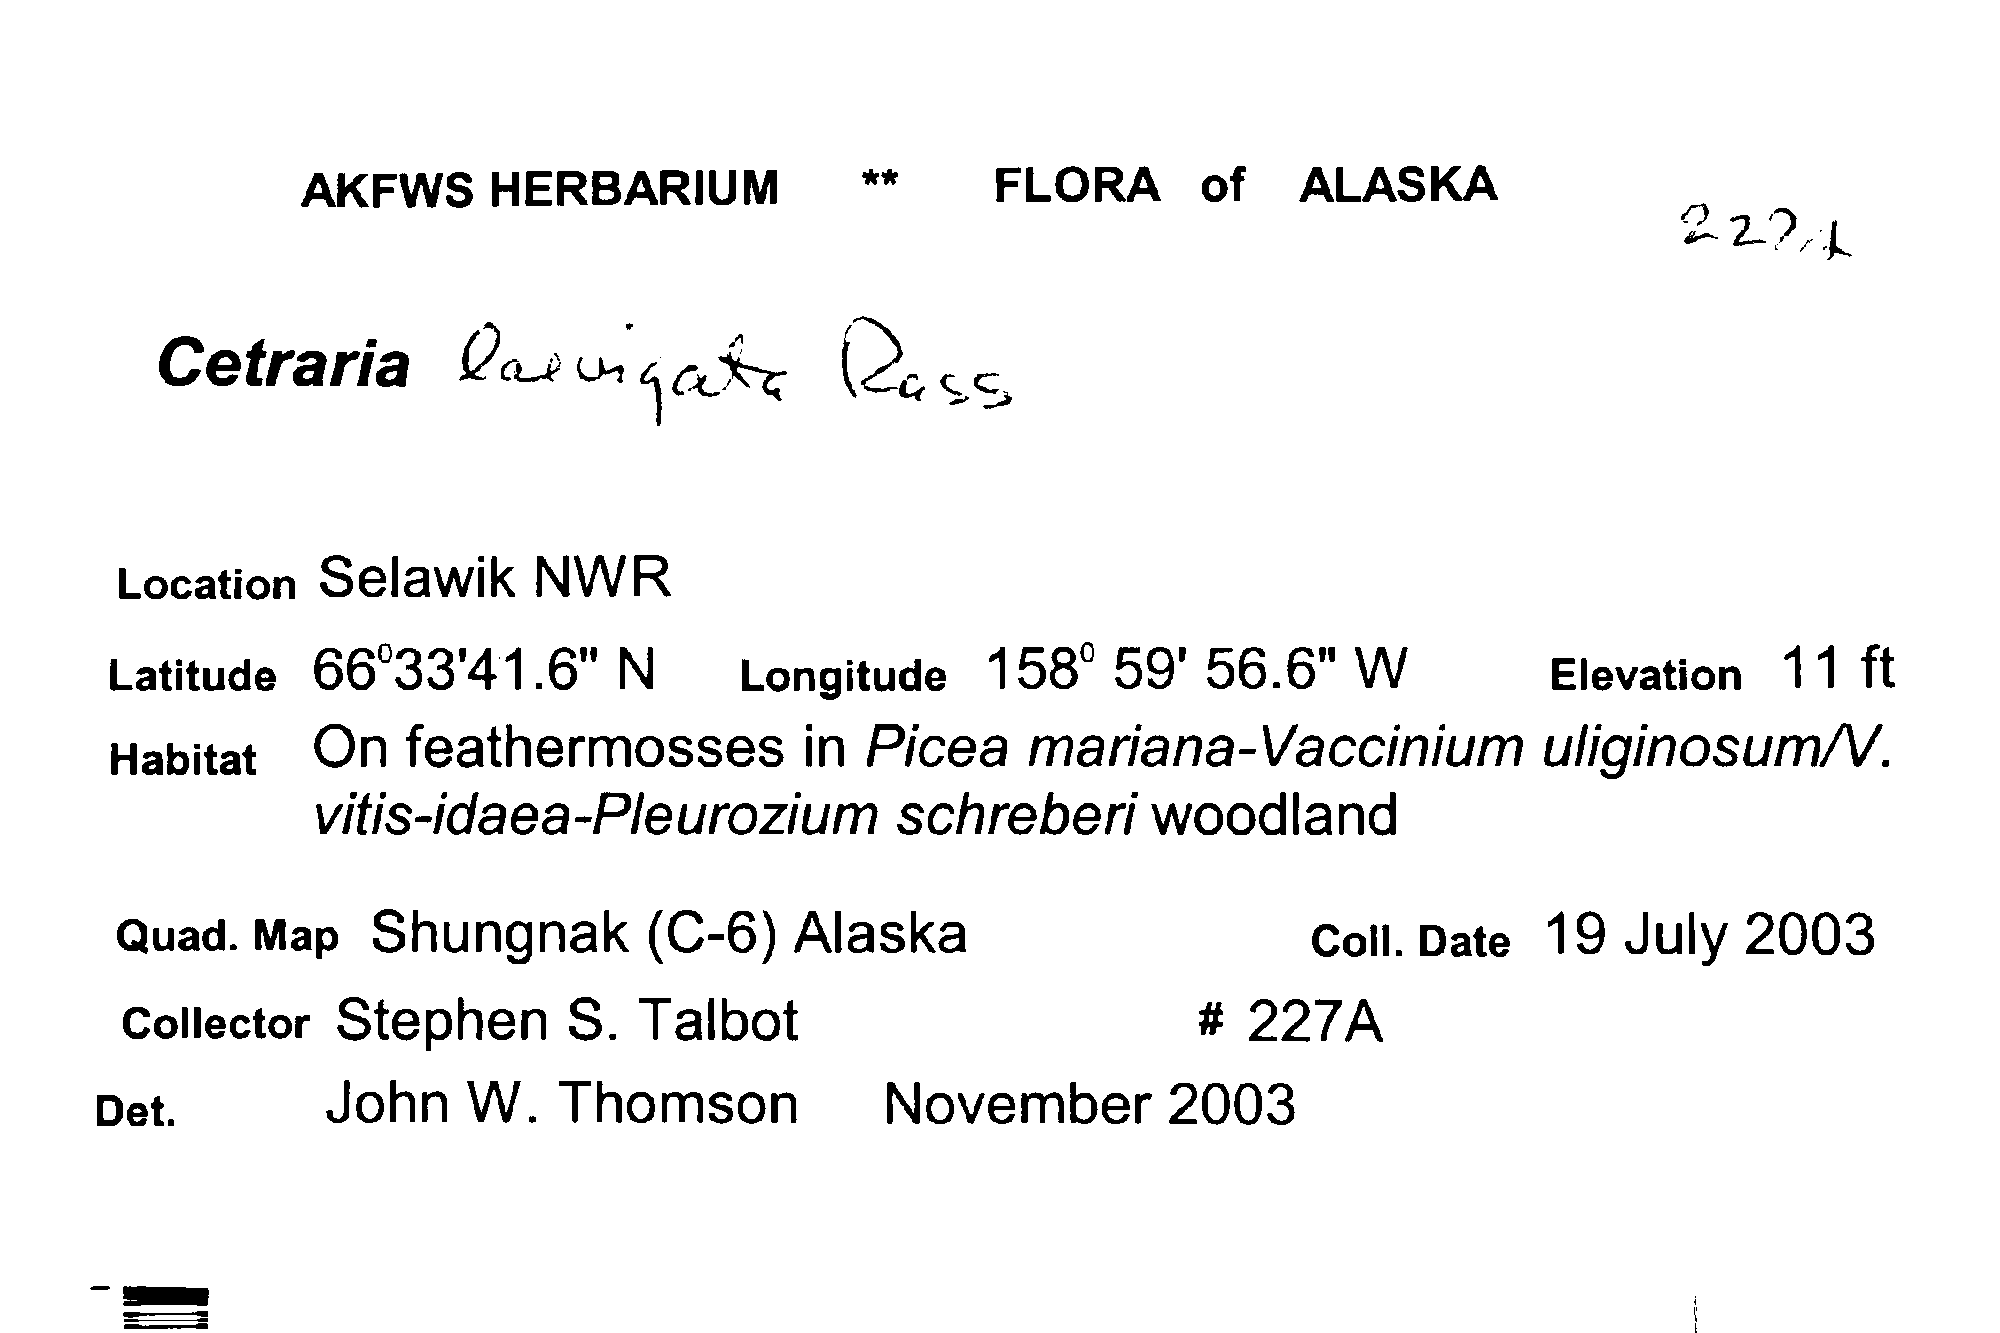 AKFWS HERBARIUM ** FLORA of ALASKA
227A
Cetraria laevigata Rass
Location Selawik NWR
Latitude 66°33'41.6" N Longitude 158° 59' 56.6" W Elevation 11 ft
Habitat On feathermosses in Picea mariana-Vaccinium uliginosum/V.
vitis-idaea-Pleurozium schreberi woodland
Quad. Map Shungnak (C-6) Alaska Coll. Date 19 July 2003
Collector Stephen S. Talbot # 227A
Det. John W. Thomson November 2003